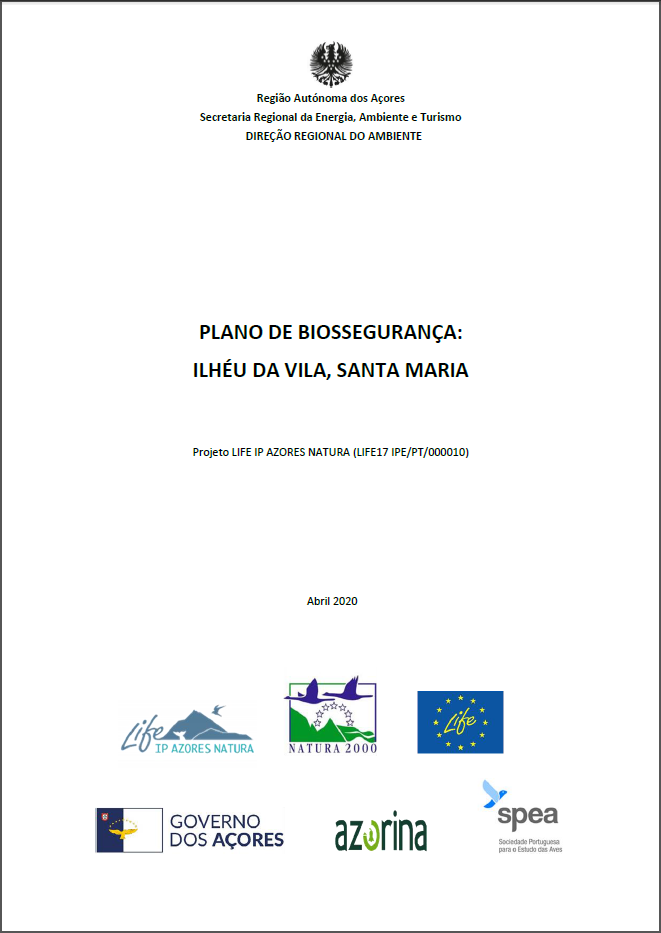 Região Autónoma dos Açores
Secretaria Regional da Energia, Ambiente e Turismo
DIREÇÃO REGIONAL DO AMBIENTE
PLANO DE BIOSSEGURANÇA:
ILHÉU DA VILA, SANTA MARIA
Projeto LIFE IP AZORES NATURA (LIFE17 IPE/PT/000010)
Abril 2020
Life
IP AZORES NATURA
NATURA 2000
Life
GOVERNO
DOS AÇORES
azorina
spea
Sociedade Portuguesa
para o Estudo das Aves